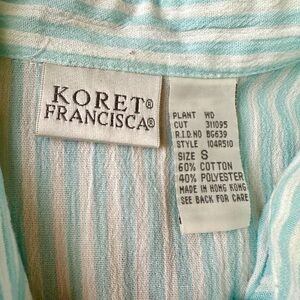 KORET®
FRANCISCA®
PLANT WD
CUT 311095
R.I.D.NO BG639
STYLE 104R510
SIZE S
60% COTTON
40% POLYESTER
MADE IN HONG KONG
SEE BACK FOR CARE